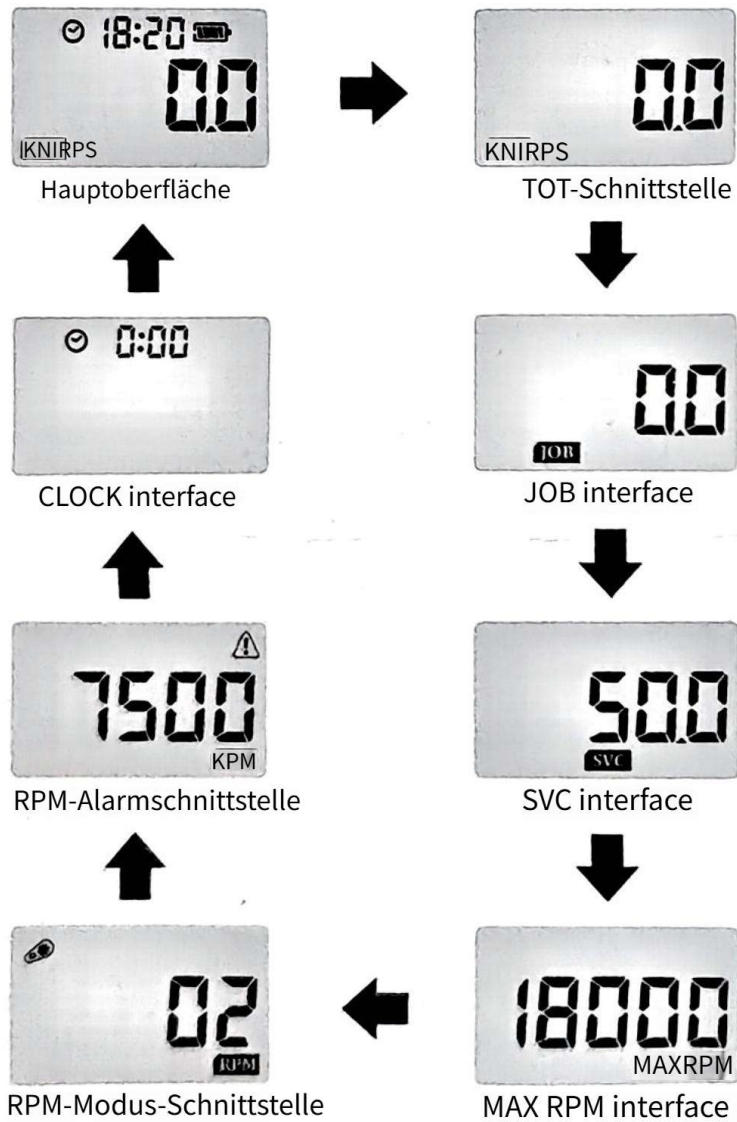 18:20
0.0
KNIRPS
Hauptoberfläche
0.0
KNIRPS
TOT-Schnittstelle
0:00
CLOCK interface
0.0
JOB
JOB interface
7500
KPM
RPM-Alarmschnittstelle
50.0
SVC
SVC interface
02
RPM
RPM-Modus-Schnittstelle
18000
MAXRPM
MAX RPM interface